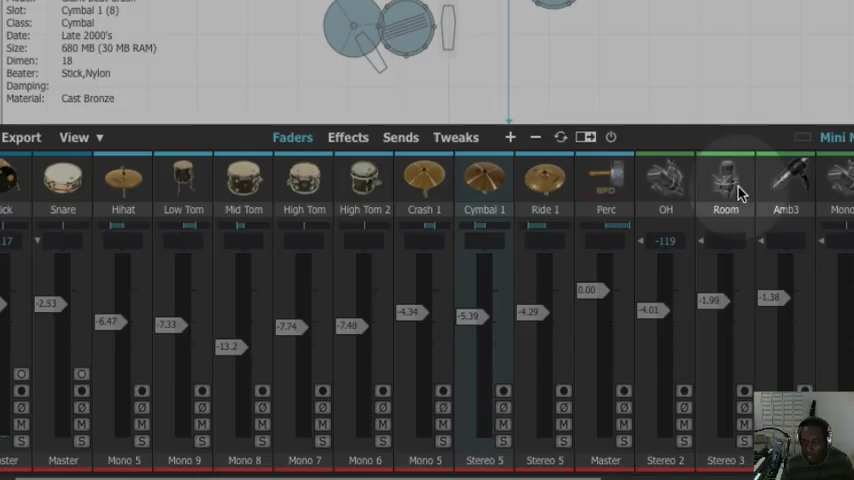 Slot: Cymbal 1 (8)
Class: Cymbal
Date: Late 2000's
Size: 680 MB (30 MB RAM)
Dimen: 18
Beater: Stick,Nylon
Damping:
Material: Cast Bronze
Export View ▼ Faders Effects Sends Tweaks + − Mini
Snare Hihat Low Tom Mid Tom High Tom High Tom 2 Crash 1 Cymbal 1 Ride 1 Perc OH Room Amb3
.17 -119
-2.53 -6.47 -7.33 -13.2 -7.74 -7.48 -4.34 -5.39 -4.29 0.00 -4.01 -1.99 -1.38
M M M M M M M M M M M M
S S S S S S S S S S S S S
Master Mono 5 Mono 9 Mono 8 Mono 7 Mono 6 Mono 5 Stereo 5 Stereo 5 Master Stereo 2 Stereo 3